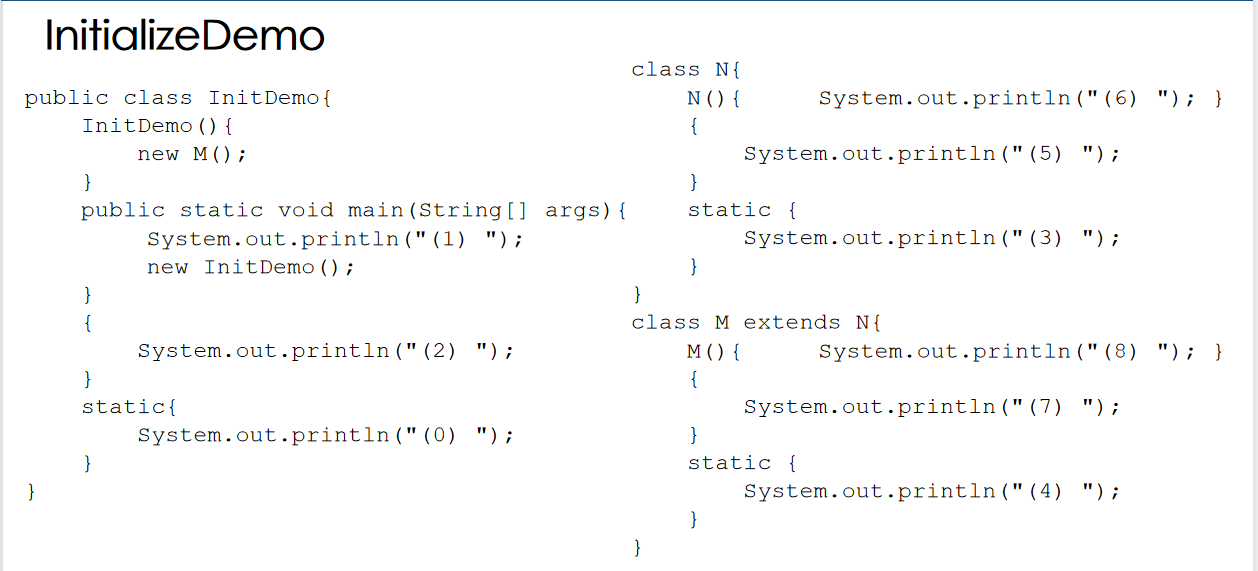 InitializeDemo
public class InitDemo{
    InitDemo(){
        new M();
    }
    public static void main(String[] args){
        System.out.println("(1) ");
        new InitDemo();
    }
    {
        System.out.println("(2) ");
    }
    static{
        System.out.println("(0) ");
    }
}
class N{
    N(){    System.out.println("(6) "); }
    {
        System.out.println("(5) ");
    }
    static {
        System.out.println("(3) ");
    }
}
class M extends N{
    M(){    System.out.println("(8) "); }
    {
        System.out.println("(7) ");
    }
    static {
        System.out.println("(4) ");
    }
}